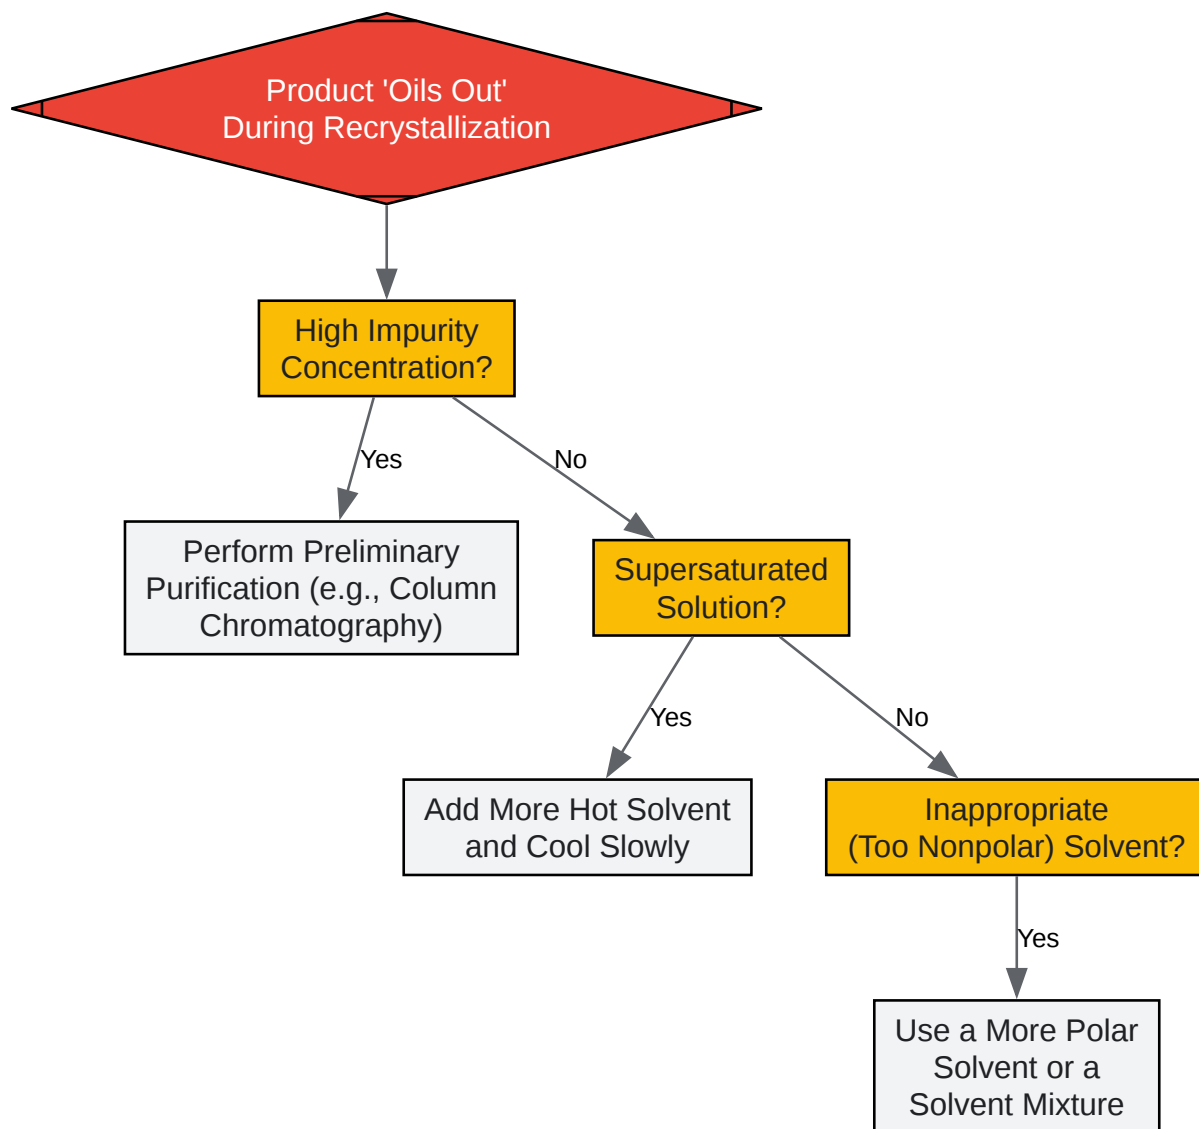 Product 'Oils Out'
During Recrystallization
High Impurity
Concentration?
Yes
No
Perform Preliminary
Purification (e.g., Column
Chromatography)
Supersaturated
Solution?
Yes
No
Add More Hot Solvent
and Cool Slowly
Inappropriate
(Too Nonpolar) Solvent?
Yes
Use a More Polar
Solvent or a
Solvent Mixture